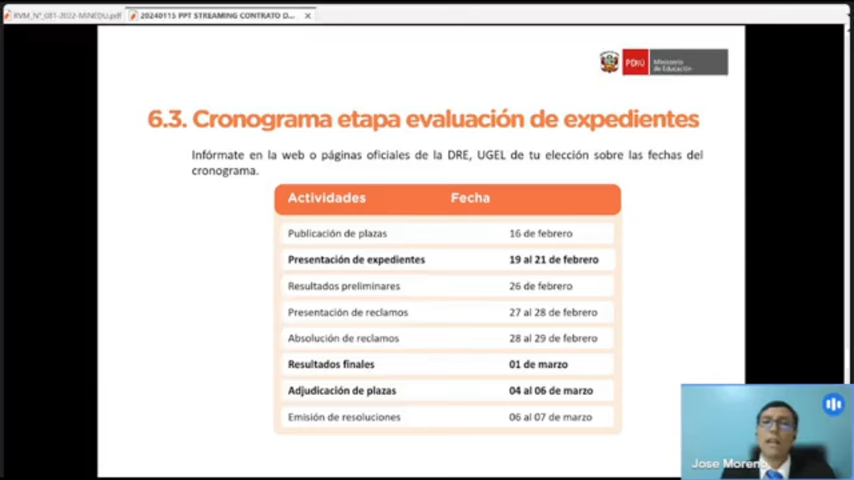 RVM_N°_081-2022-MINEDU.pdf
20240115 PPT STREAMING CONTRATO D...
PERÚ
Ministerio
de Educación
6.3. Cronograma etapa evaluación de expedientes
Infórmate en la web o páginas oficiales de la DRE, UGEL de tu elección sobre las fechas del
cronograma.
Actividades Fecha
Publicación de plazas 16 de febrero
Presentación de expedientes 19 al 21 de febrero
Resultados preliminares 26 de febrero
Presentación de reclamos 27 al 28 de febrero
Absolución de reclamos 28 al 29 de febrero
Resultados finales 01 de marzo
Adjudicación de plazas 04 al 06 de marzo
Emisión de resoluciones 06 al 07 de marzo
Jose Moreno